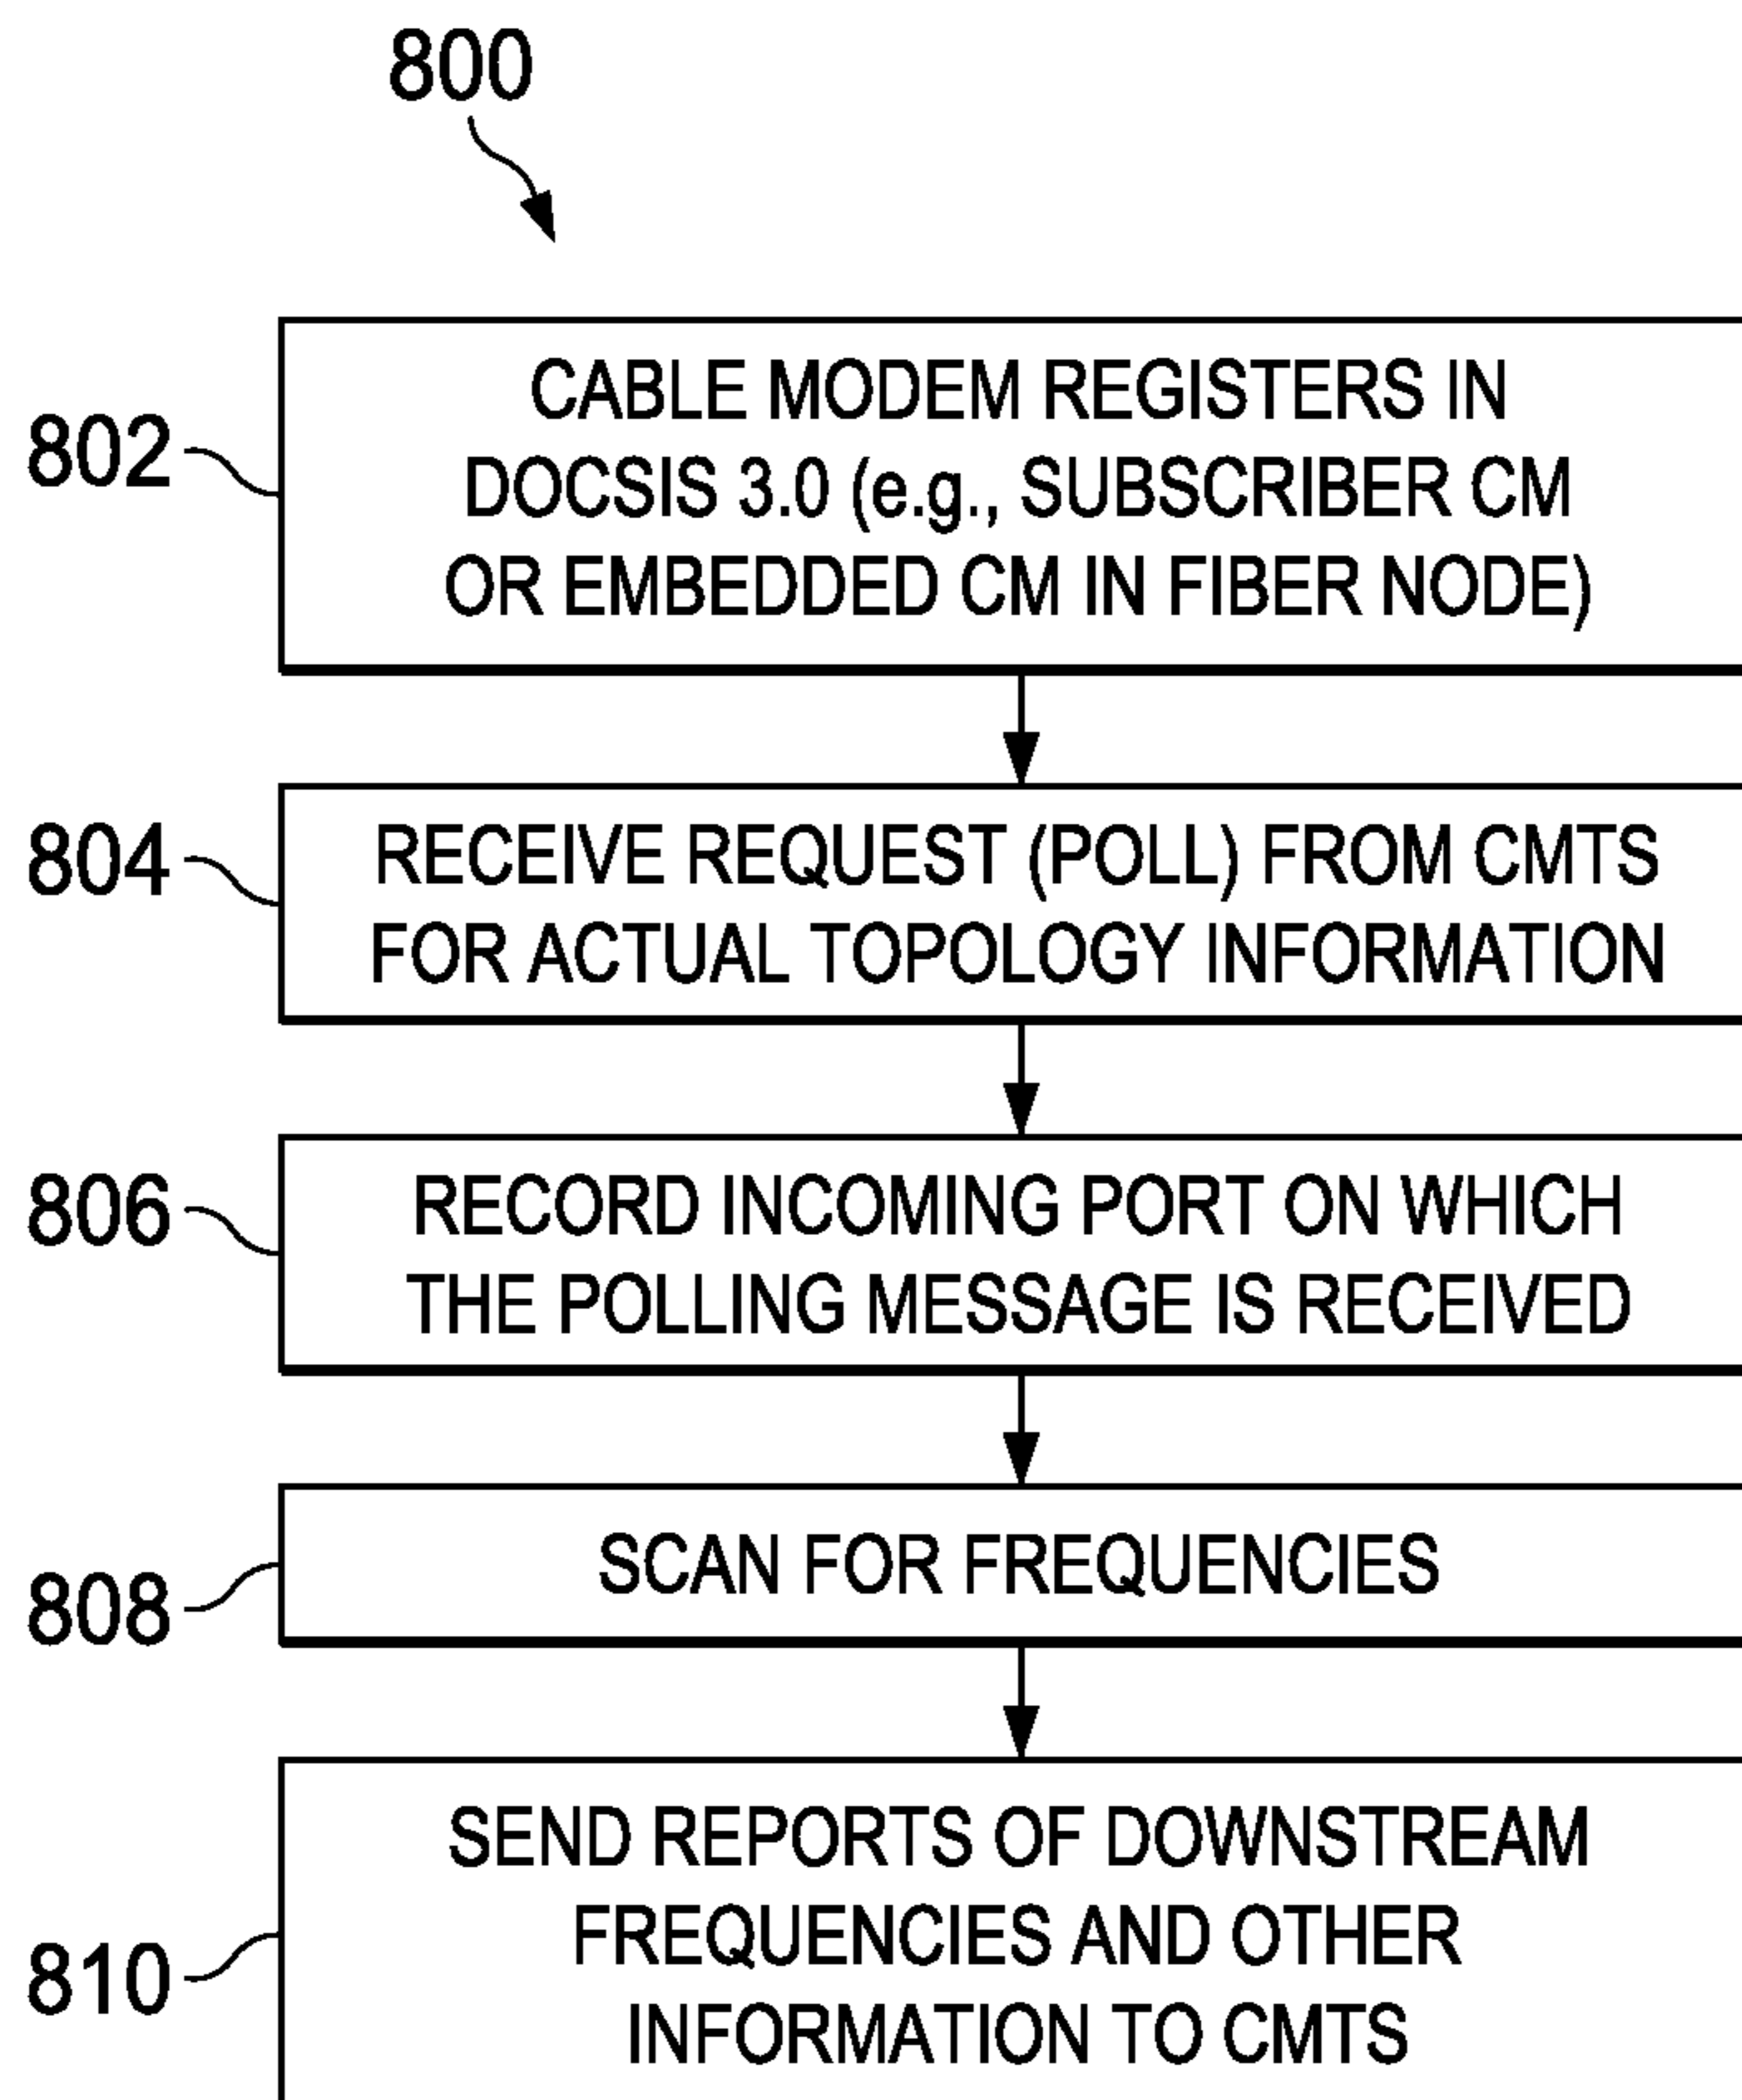 800
802
CABLE MODEM REGISTERS IN
DOCSIS 3.0 (e.g., SUBSCRIBER CM
OR EMBEDDED CM IN FIBER NODE)
804
RECEIVE REQUEST (POLL) FROM CMTS
FOR ACTUAL TOPOLOGY INFORMATION
806
RECORD INCOMING PORT ON WHICH
THE POLLING MESSAGE IS RECEIVED
808
SCAN FOR FREQUENCIES
810
SEND REPORTS OF DOWNSTREAM
FREQUENCIES AND OTHER
INFORMATION TO CMTS